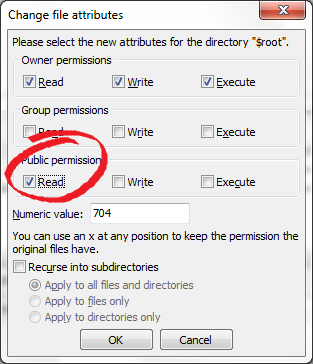 Change file attributes
Please select the new attributes for the directory "$root".
Owner permissions
Read Write Execute
Group permissions
Read Write Execute
Public permission
Read Write Execute
Numeric value: 704
You can use an x at any position to keep the permission the
original files have.
Recurse into subdirectories
Apply to all files and directories
Apply to files only
Apply to directories only
OK Cancel